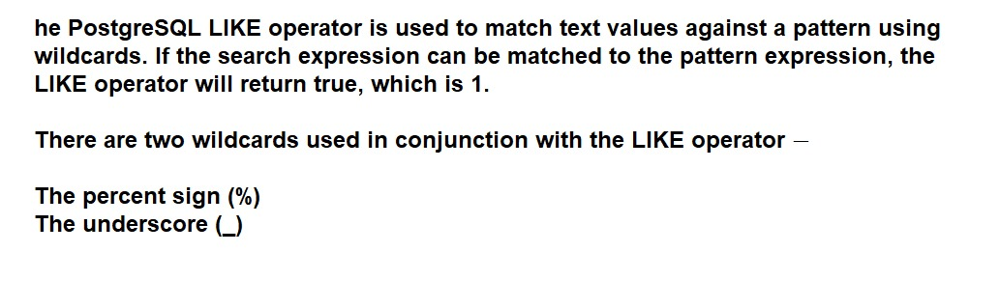 he PostgreSQL LIKE operator is used to match text values against a pattern using
wildcards. If the search expression can be matched to the pattern expression, the
LIKE operator will return true, which is 1.
There are two wildcards used in conjunction with the LIKE operator —
The percent sign (%)
The underscore (_)